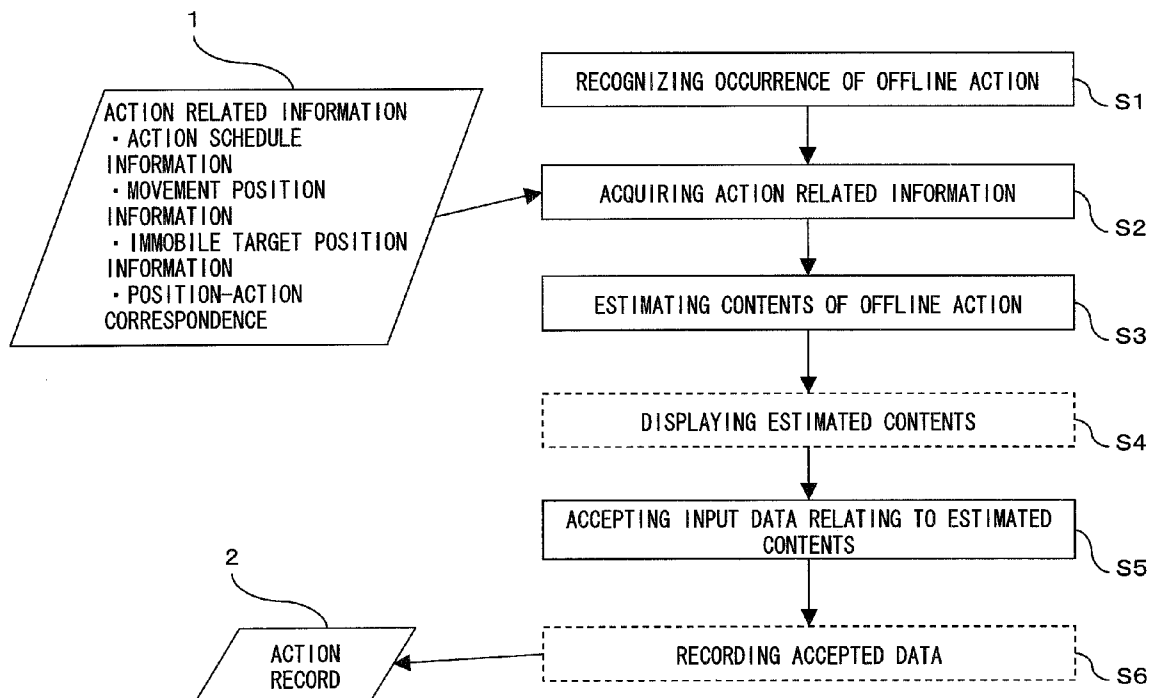 1
RECOGNIZING OCCURRENCE OF OFFLINE ACTION
S1
ACTION RELATED INFORMATION
・ACTION SCHEDULE
INFORMATION
・MOVEMENT POSITION
INFORMATION
・IMMOBILE TARGET POSITION
INFORMATION
・POSITION-ACTION
CORRESPONDENCE
ACQUIRING ACTION RELATED INFORMATION
S2
ESTIMATING CONTENTS OF OFFLINE ACTION
S3
DISPLAYING ESTIMATED CONTENTS
S4
ACCEPTING INPUT DATA RELATING TO ESTIMATED
CONTENTS
S5
2
ACTION
RECORD
RECORDING ACCEPTED DATA
S6